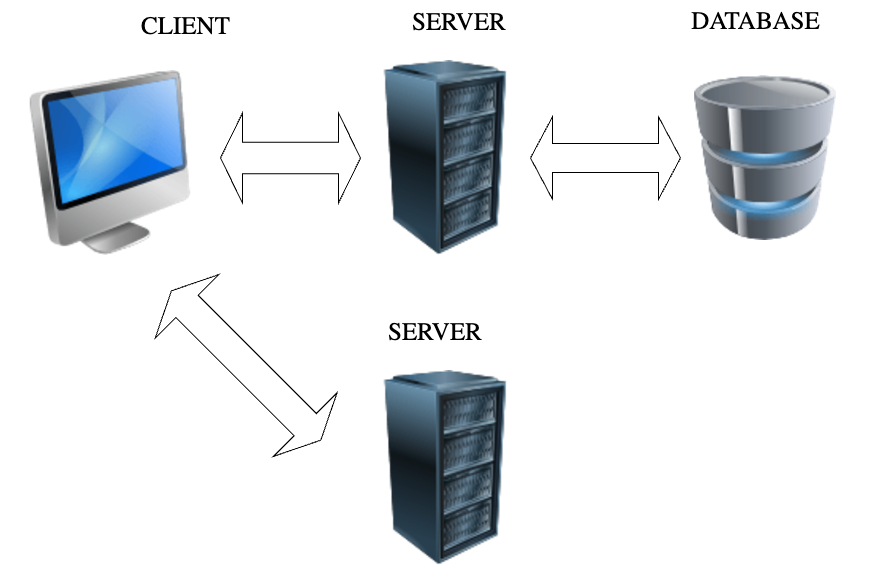 CLIENT
SERVER
DATABASE
SERVER